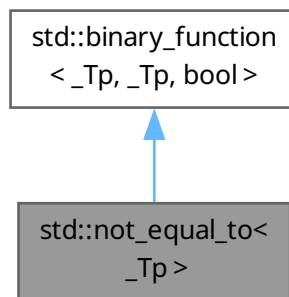 std::binary_function
< _Tp, _Tp, bool >
std::not_equal_to<
_Tp >